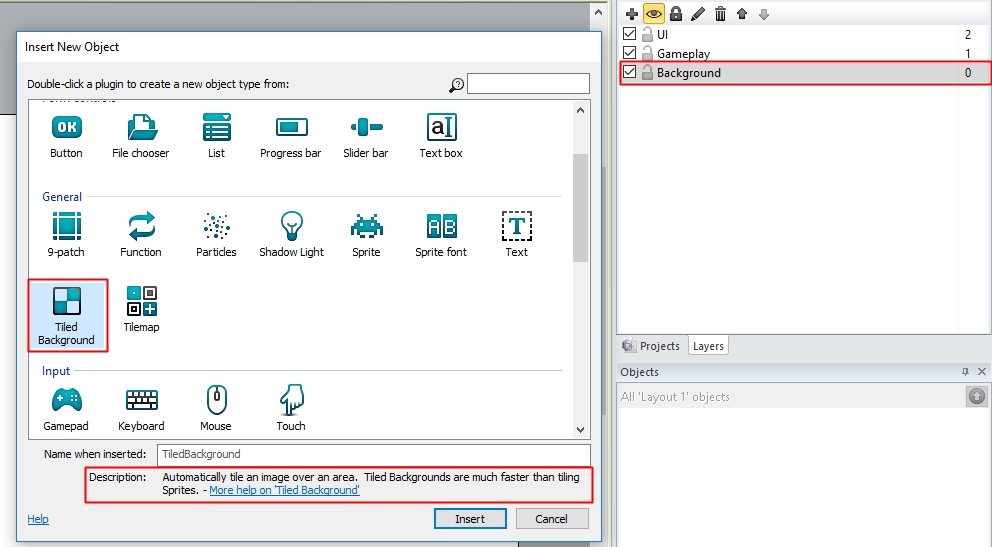 Insert New Object
Double-click a plugin to create a new object type from:
Form controls
Button
File chooser
List
Progress bar
Slider bar
Text box
General
9-patch
Function
Particles
Shadow Light
Sprite
Sprite font
Text
Tiled
Background
Tilemap
Input
Gamepad
Keyboard
Mouse
Touch
Name when inserted: TiledBackground
Description: Automatically tile an image over an area. Tiled Backgrounds are much faster than tiling
Sprites. - More help on 'Tiled Background'
Help
Insert
Cancel
UI 2
Gameplay 1
Background 0
Projects
Layers
Objects
All 'Layout 1' objects